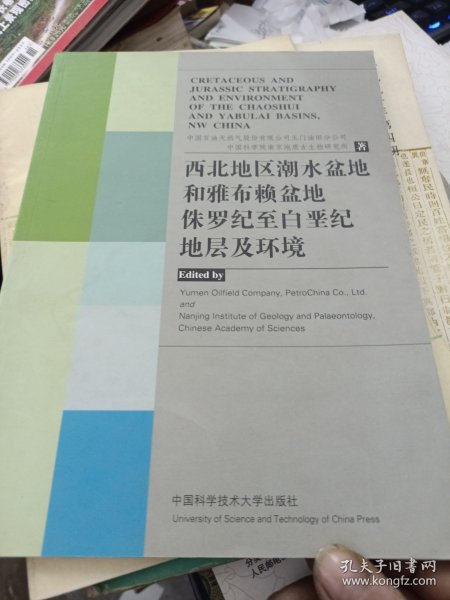 CRETACEOUS AND
JURASSIC STRATIGRAPHY
AND ENVIRONMENT
OF THE CHAOSHUI
AND YABULAI BASINS,
NW CHINA
中国石油天然气股份有限公司玉门油田分公司
中国科学院南京地质古生物研究所 著
西北地区潮水盆地
和雅布赖盆地
侏罗纪至白垩纪
地层及环境
Edited by
Yumen Oilfield Company, PetroChina Co., Ltd.
and
Nanjing Institute of Geology and Palaeontology,
Chinese Academy of Sciences
中国科学技术大学出版社
University of Science and Technology of China Press
人民邮电
孔夫子旧书网
www.kongfz.com